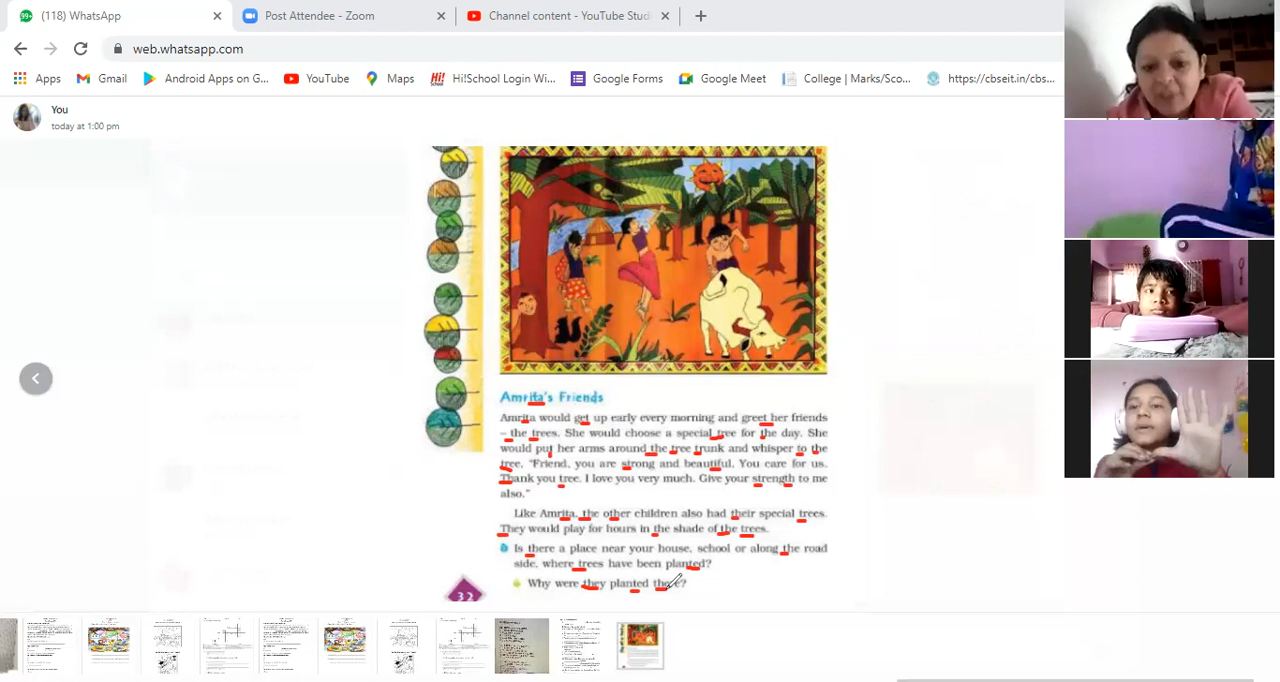 (118) WhatsApp
Post Attendee - Zoom
Channel content - YouTube Stud
web.whatsapp.com
Apps
Gmail
Android Apps on G...
YouTube
Maps
Hi! Hi!School Login Wi...
Google Forms
Google Meet
College | Marks/Sco...
https://cbseit.in/cbs...
You
today at 1:00 pm
Amrita's Friends
Amrita would get up early every morning and greet her friends
– the trees. She would choose a special tree for the day. She
would put her arms around the tree trunk and whisper to the
tree, "Friend, you are strong and beautiful. You care for us.
Thank you tree. I love you very much. Give your strength to me
also."
Like Amrita, the other children also had their special trees.
They would play for hours in the shade of the trees.
Is there a place near your house, school or along the road
side, where trees have been planted?
Why were they planted there?
32